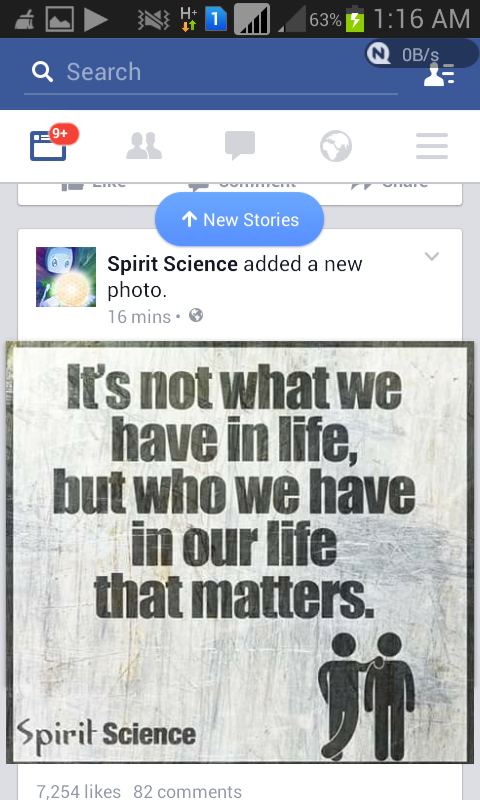 H+ 1 63% 1:16 AM
N 0B/s
Search
9+
Like Comment Share
↑ New Stories
Spirit Science added a new
photo.
16 mins •
It's not what we
have in life,
but who we have
in our life
that matters.
Spirit Science
7,254 likes 82 comments